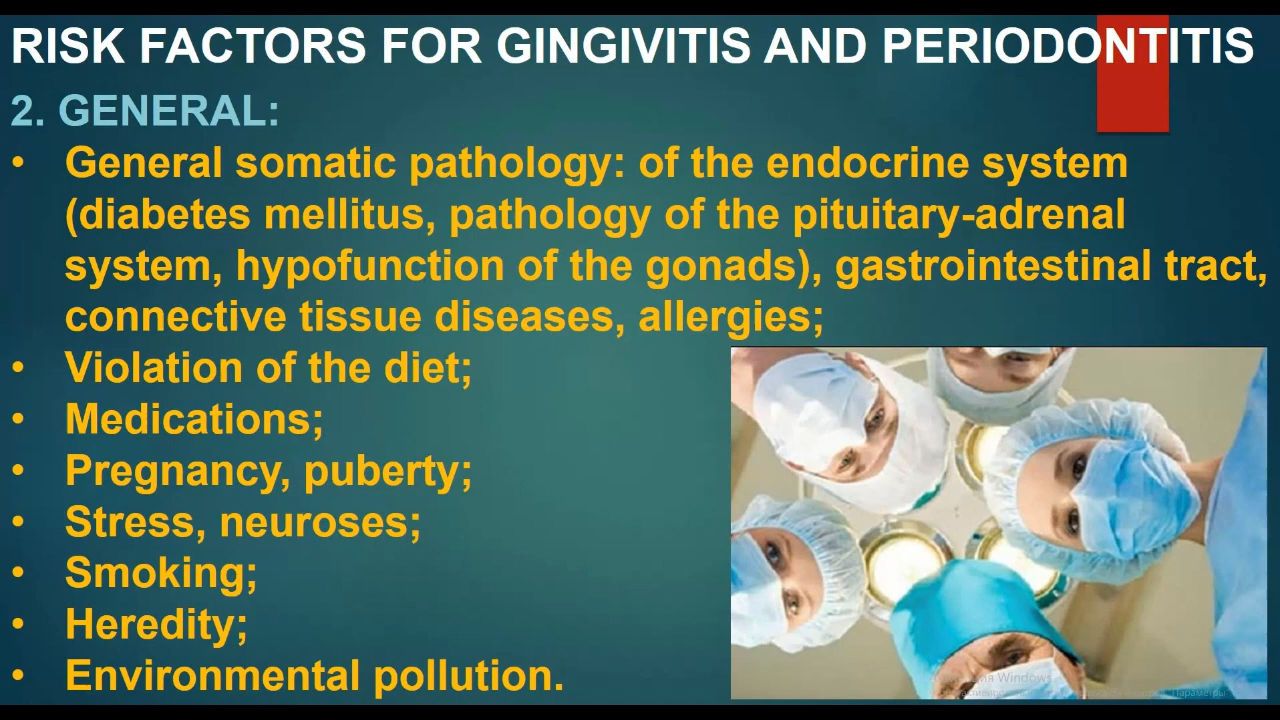 RISK FACTORS FOR GINGIVITIS AND PERIODONTITIS
2. GENERAL:
• General somatic pathology: of the endocrine system
(diabetes mellitus, pathology of the pituitary-adrenal
system, hypofunction of the gonads), gastrointestinal tract,
connective tissue diseases, allergies;
• Violation of the diet;
• Medications;
• Pregnancy, puberty;
• Stress, neuroses;
• Smoking;
• Heredity;
• Environmental pollution.
Windows
Параметры